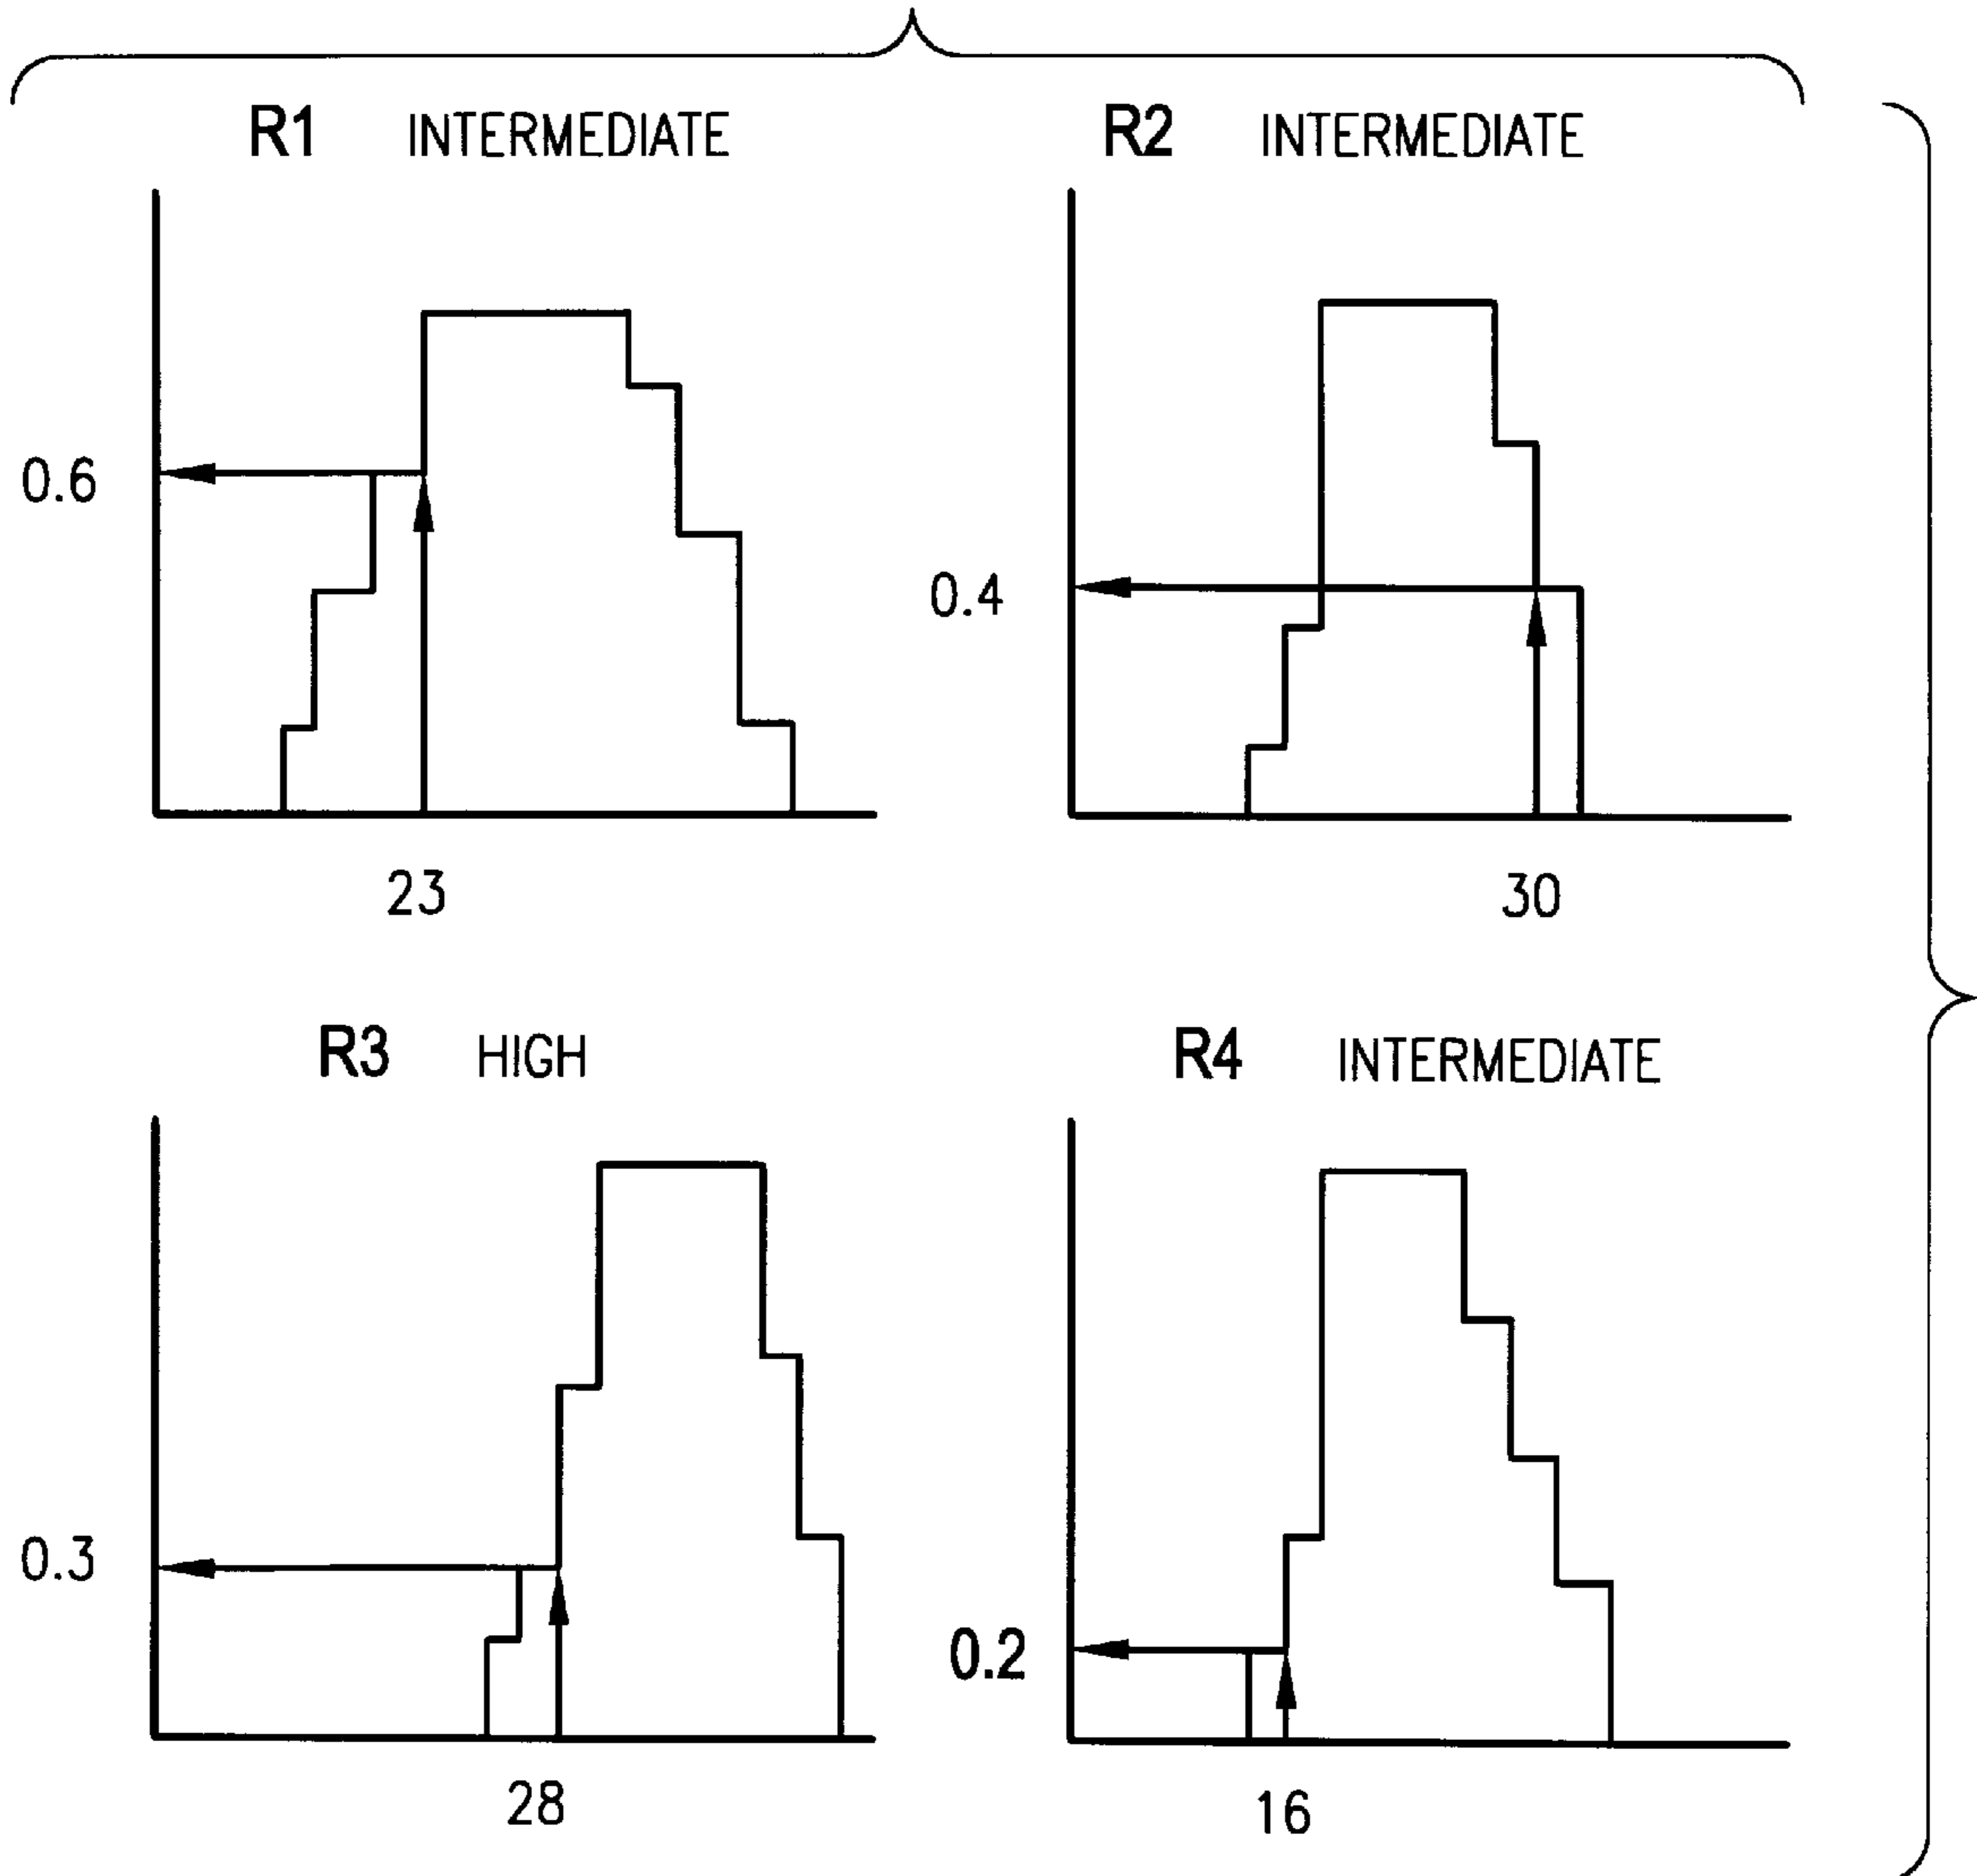 R1 INTERMEDIATE
R2 INTERMEDIATE
0.6
0.4
23
30
R3 HIGH
R4 INTERMEDIATE
0.3
0.2
28
16